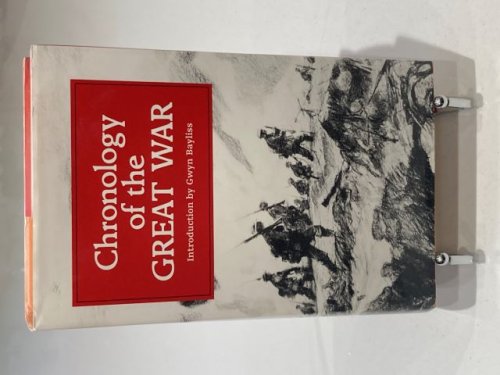 Chronology
of the
GREAT WAR
Introduction by Gwyn Bayliss